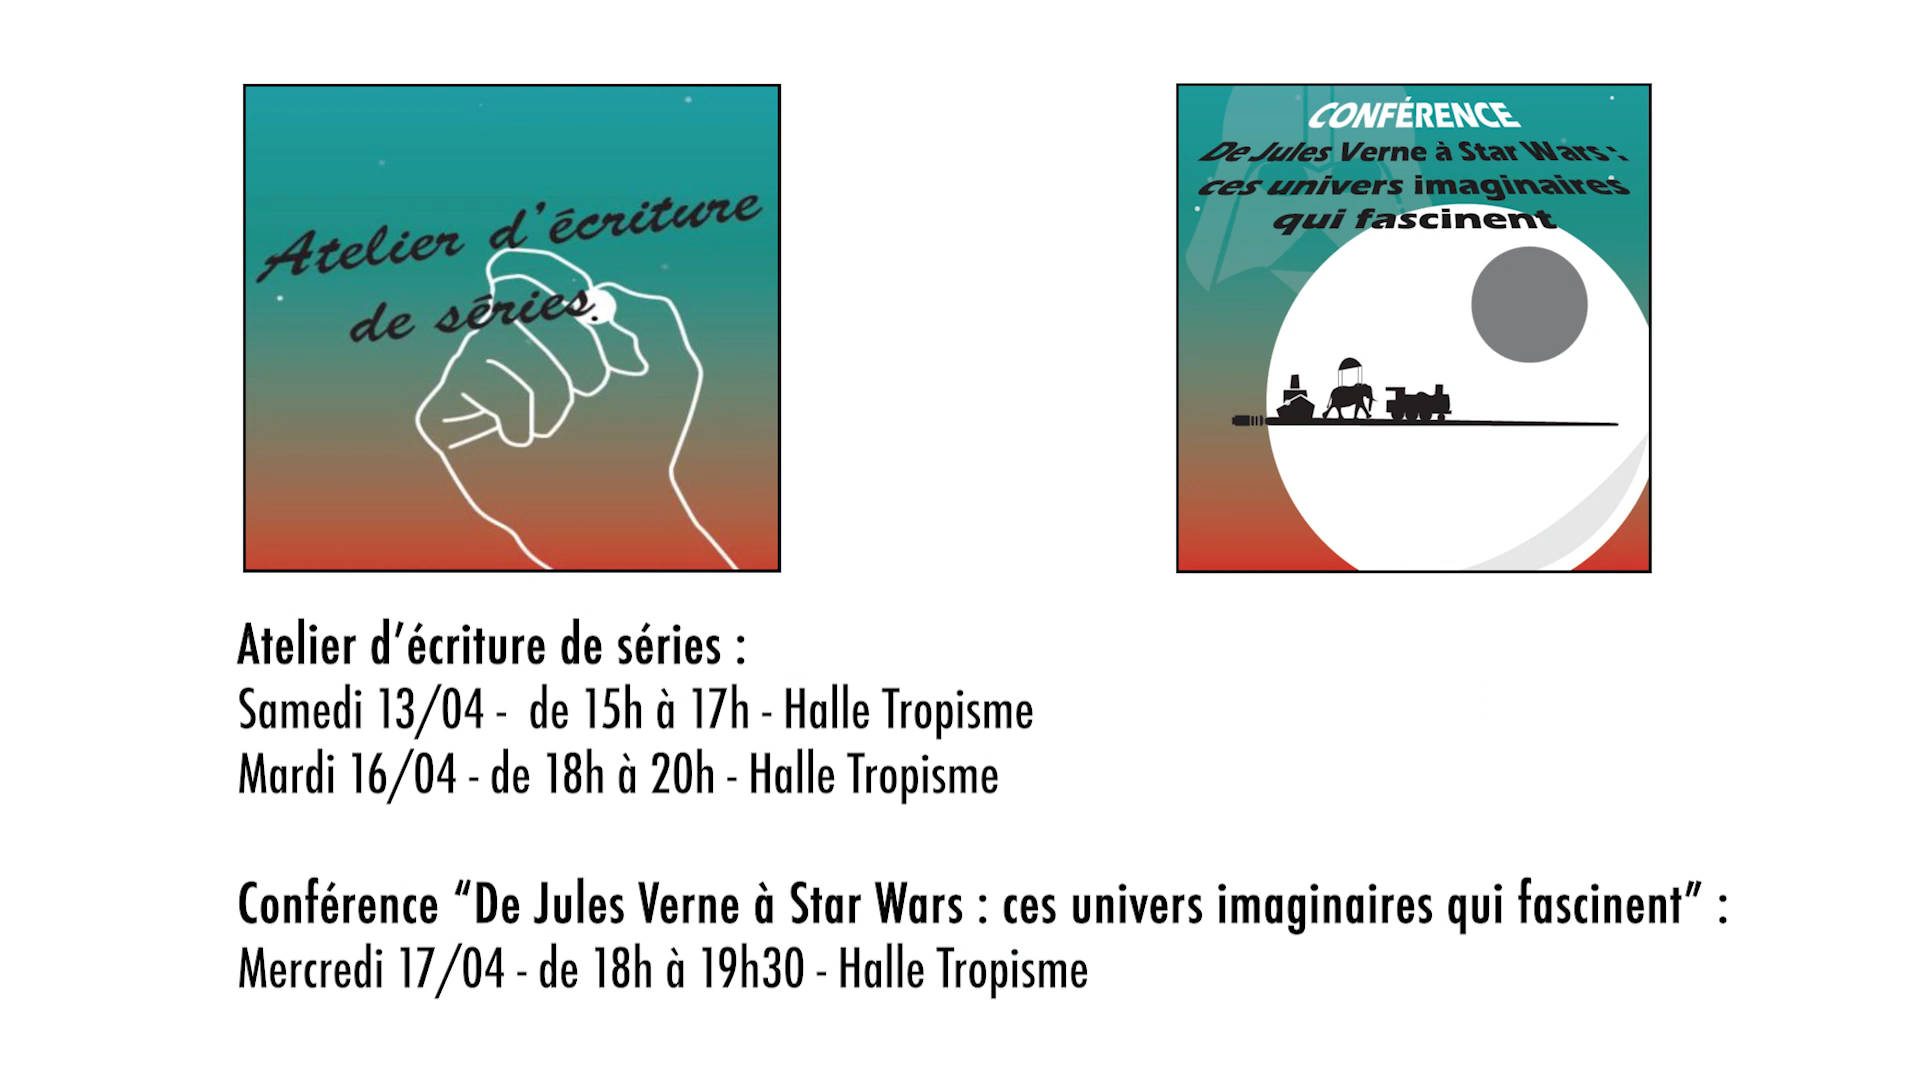 Atelier d'écriture
de séries.
CONFÉRENCE
De Jules Verne à Star Wars :
ces univers imaginaires
qui fascinent
Atelier d'écriture de séries :
Samedi 13/04 - de 15h à 17h - Halle Tropisme
Mardi 16/04 - de 18h à 20h - Halle Tropisme
Conférence “De Jules Verne à Star Wars : ces univers imaginaires qui fascinent” :
Mercredi 17/04 - de 18h à 19h30 - Halle Tropisme